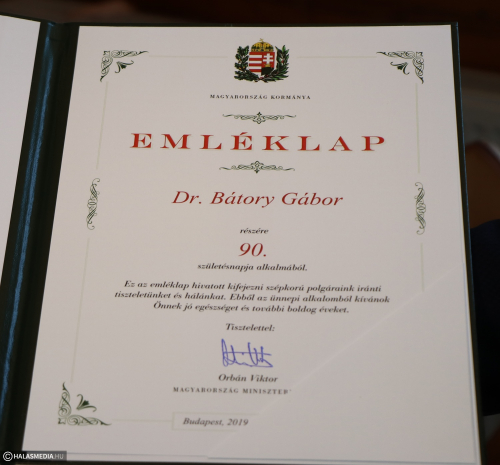 MAGYARORSZÁG KORMÁNYA
EMLÉKLAP
Dr. Bátory Gábor
részére
90.
születésnapja alkalmából.
Ez az emléklap hivatott kifejezni szépkorú polgáraink iránti
tiszteletünket és hálánkat. Ebből az ünnepi alkalomból kívánok
Önnek jó egészséget és további boldog éveket.
Tisztelettel:
Orbán Viktor
MAGYARORSZÁG
Budapest, 2019
©HALASMEDIA.HU